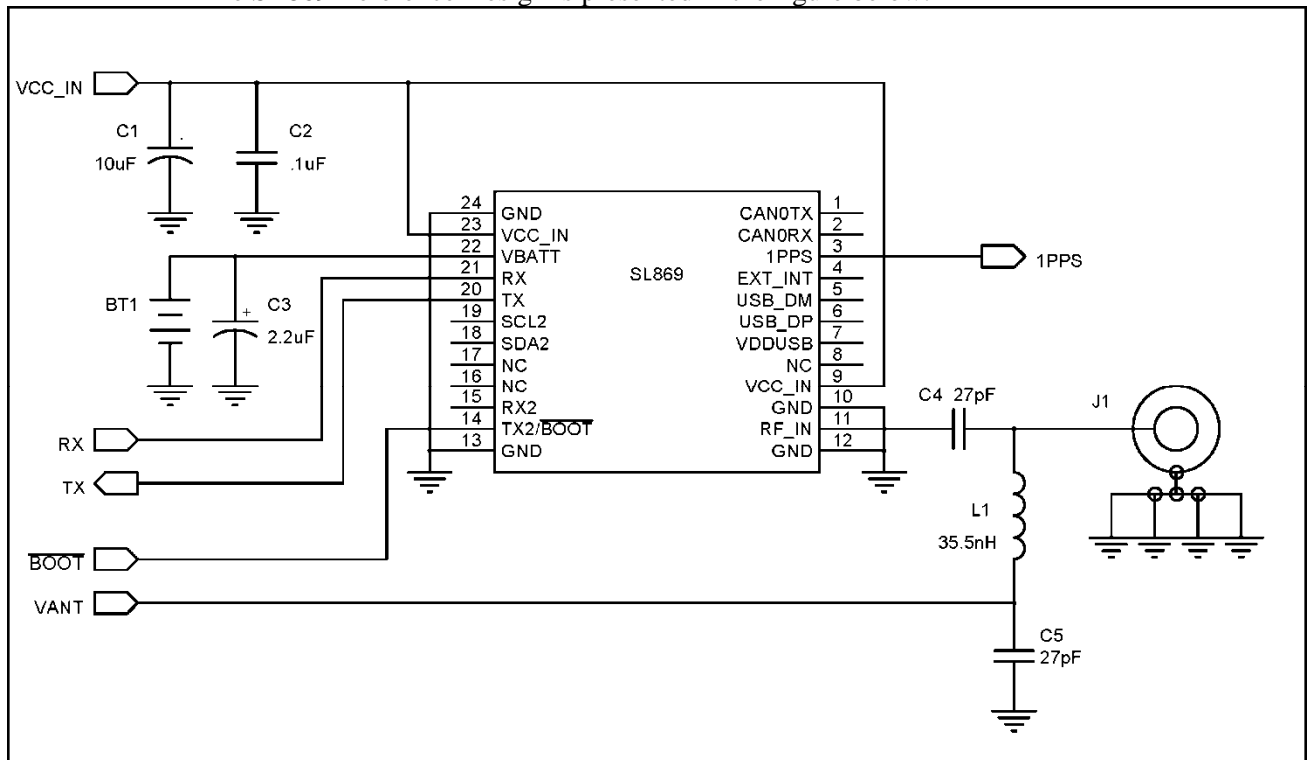 VCC_IN
C1
10uF
C2
.1uF
24 GND
23 VCC_IN
22 VBATT
21 RX
20 TX
19 SCL2
18 SDA2
17 NC
16 NC
15 RX2
14 TX2/BOOT
13 GND
SL869
CAN0TX 1
CAN0RX 2
1PPS 3
EXT_INT 4
USB_DM 5
USB_DP 6
VDDUSB 7
NC 8
VCC_IN 9
GND 10
RF_IN 11
GND 12
1PPS
BT1
+
C3
2.2uF
C4 27pF
J1
RX
TX
L1
35.5nH
BOOT
VANT
C5
27pF